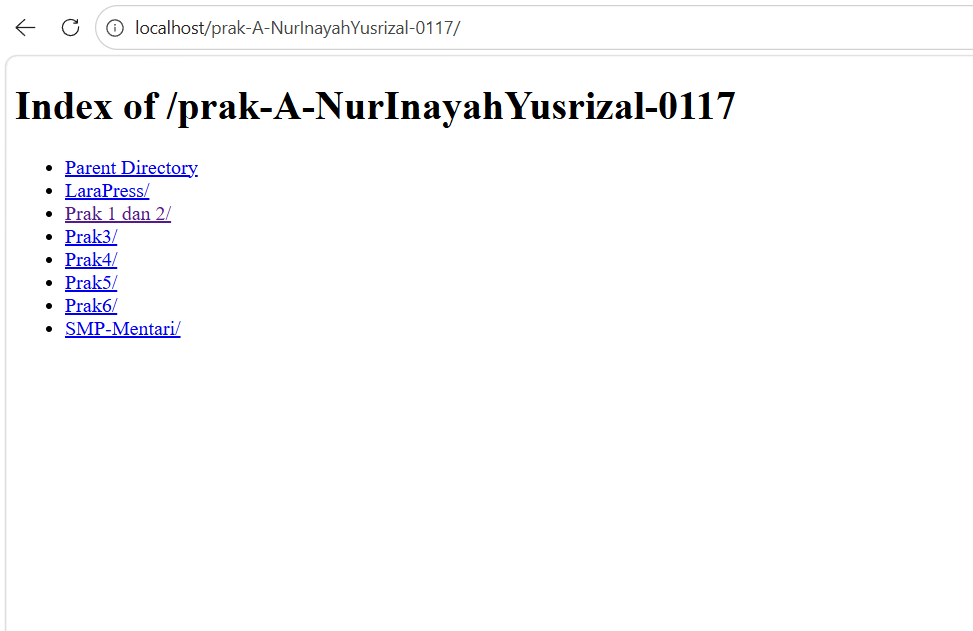 localhost/prak-A-NurInayahYusrizal-0117/
Index of /prak-A-NurInayahYusrizal-0117
Parent Directory
LaraPress/
Prak 1 dan 2/
Prak3/
Prak4/
Prak5/
Prak6/
SMP-Mentari/